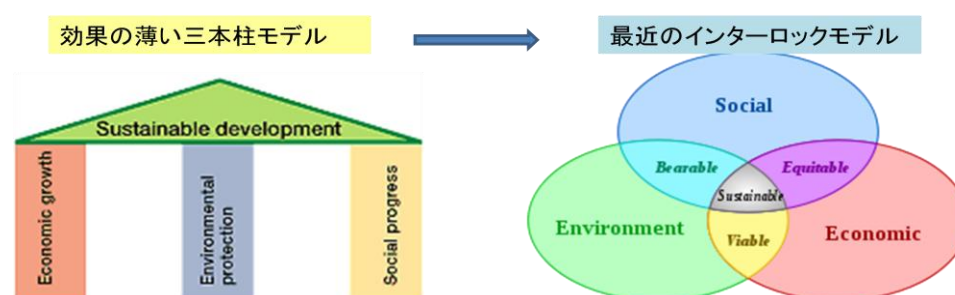 効果の薄い三本柱モデル
最近のインターロックモデル
Sustainable development
Economic growth
Environmental
protection
Social progress
Social
Bearable
Equitable
Sustainable
Environment
Viable
Economic